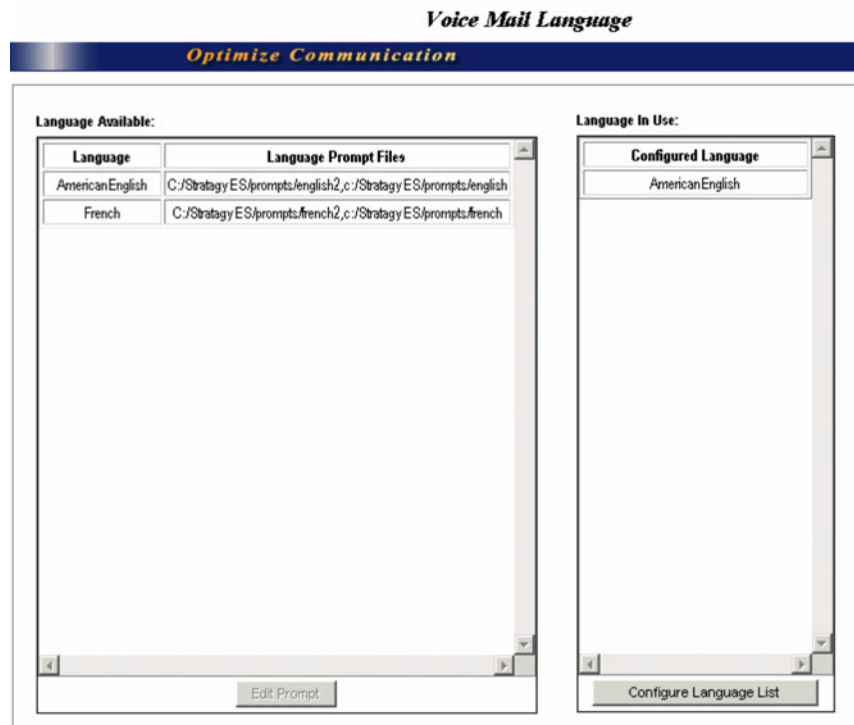 Voice Mail Language
Optimize Communication
Language Available:
Language Language Prompt Files
AmericanEnglish C:/Stratagy ES/prompts/english2,c:/Stratagy ES/prompts/english
French C:/Stratagy ES/prompts/french2,c:/Stratagy ES/prompts/french
Edit Prompt
Language In Use:
Configured Language
AmericanEnglish
Configure Language List